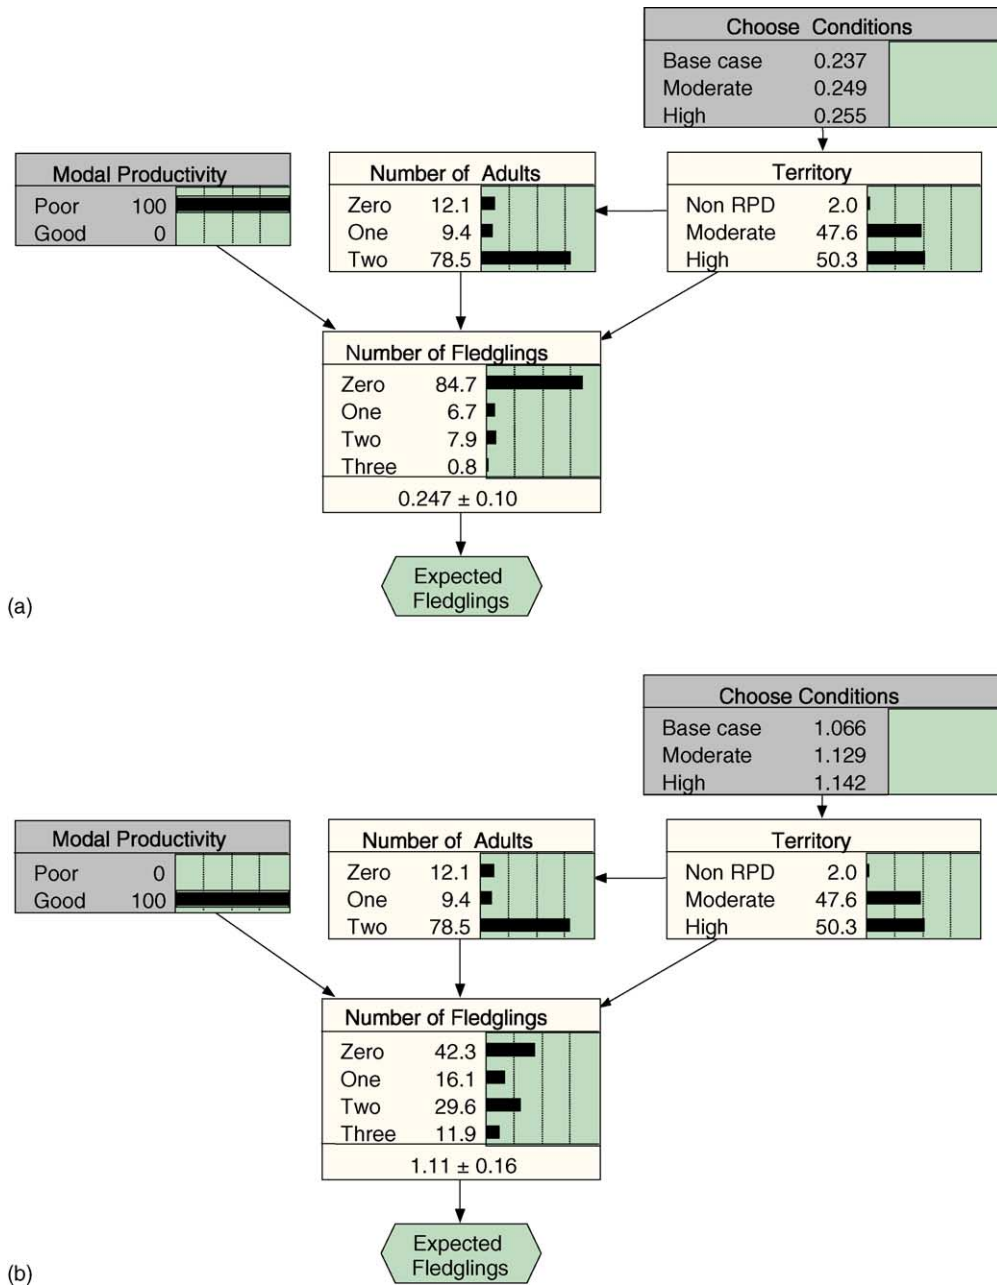 Choose Conditions
Base case 0.237
Moderate 0.249
High 0.255
Modal Productivity
Poor 100
Good 0
Number of Adults
Zero 12.1
One 9.4
Two 78.5
Territory
Non RPD 2.0
Moderate 47.6
High 50.3
Number of Fledglings
Zero 84.7
One 6.7
Two 7.9
Three 0.8
0.247 ± 0.10
Expected
Fledglings
(a)
Choose Conditions
Base case 1.066
Moderate 1.129
High 1.142
Modal Productivity
Poor 0
Good 100
Number of Adults
Zero 12.1
One 9.4
Two 78.5
Territory
Non RPD 2.0
Moderate 47.6
High 50.3
Number of Fledglings
Zero 42.3
One 16.1
Two 29.6
Three 11.9
1.11 ± 0.16
Expected
Fledglings
(b)